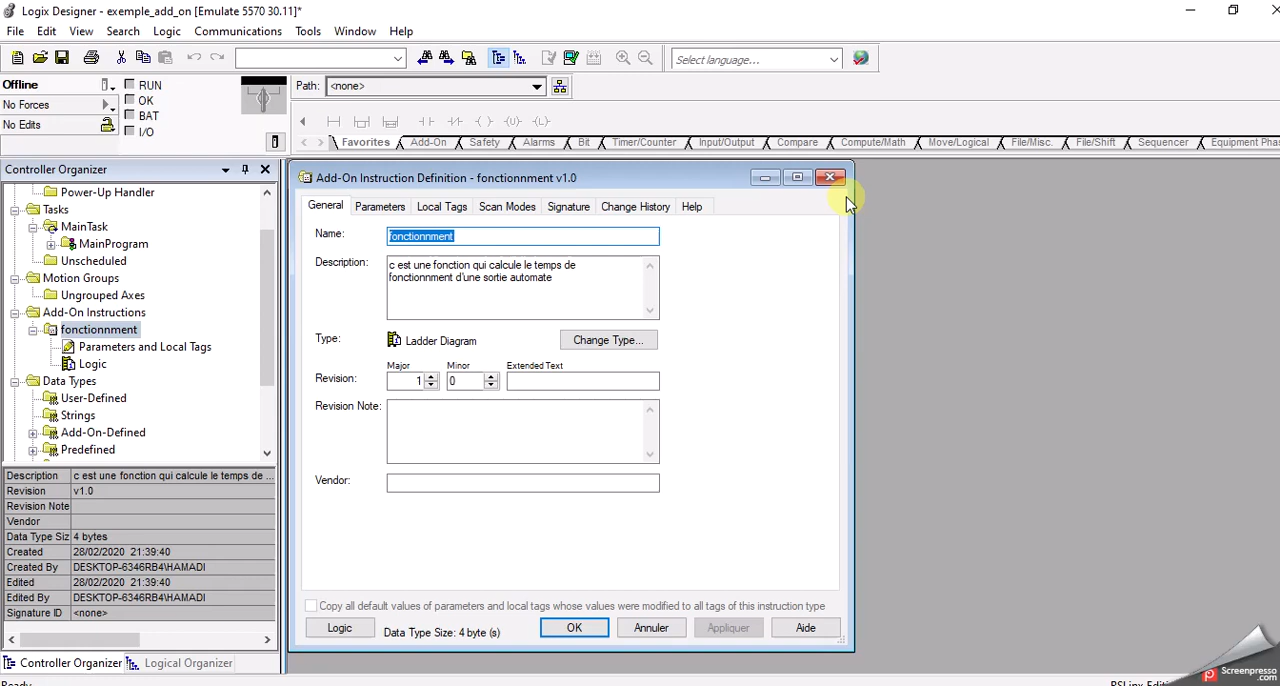 Logix Designer - exemple_add_on [Emulate 5570 30.11]*
File Edit View Search Logic Communications Tools Window Help
Select language...
Offline RUN
No Forces OK
No Edits BAT
I/O
Path: <none>
Favorites Add-On Safety Alarms Bit Timer/Counter Input/Output Compare Compute/Math Move/Logical File/Misc. File/Shift Sequencer Equipment Phas
Controller Organizer
Power-Up Handler
Tasks
MainTask
MainProgram
Unscheduled
Motion Groups
Ungrouped Axes
Add-On Instructions
fonctionnment
Parameters and Local Tags
Logic
Data Types
User-Defined
Strings
Add-On-Defined
Predefined
Description c est une fonction qui calcule le temps de ...
Revision v1.0
Revision Note
Vendor
Data Type Siz 4 bytes
Created 28/02/2020 21:39:40
Created By DESKTOP-6346RB4\HAMADI
Edited 28/02/2020 21:39:40
Edited By DESKTOP-6346RB4\HAMADI
Signature ID <none>
Controller Organizer Logical Organizer
Add-On Instruction Definition - fonctionnment v1.0
General Parameters Local Tags Scan Modes Signature Change History Help
Name: fonctionnment
Description: c est une fonction qui calcule le temps de
fonctionnment d'une sortie automate
Type: Ladder Diagram Change Type...
Major Minor Extended Text
Revision: 1 0
Revision Note:
Vendor:
Copy all default values of parameters and local tags whose values were modified to all tags of this instruction type
Logic Data Type Size: 4 byte (s) OK Annuler Appliquer Aide
Ready
Screenpresso
.com